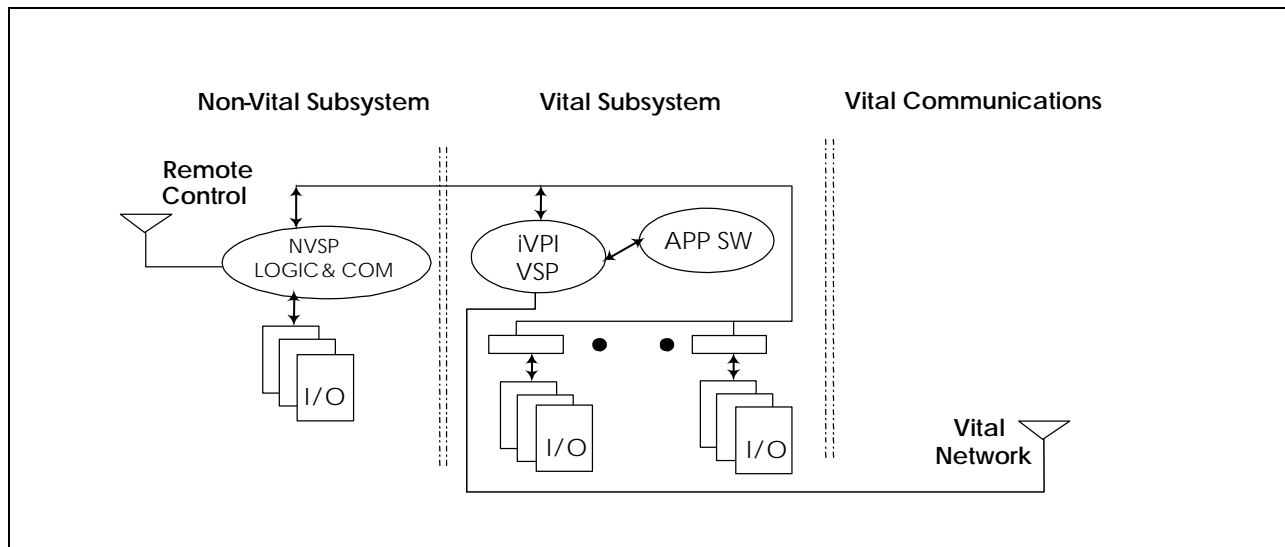 Non-Vital Subsystem
Vital Subsystem
Vital Communications
Remote
Control
NVSP
LOGIC & COM
iVPI
VSP
APP SW
I/O
I/O
I/O
Vital
Network